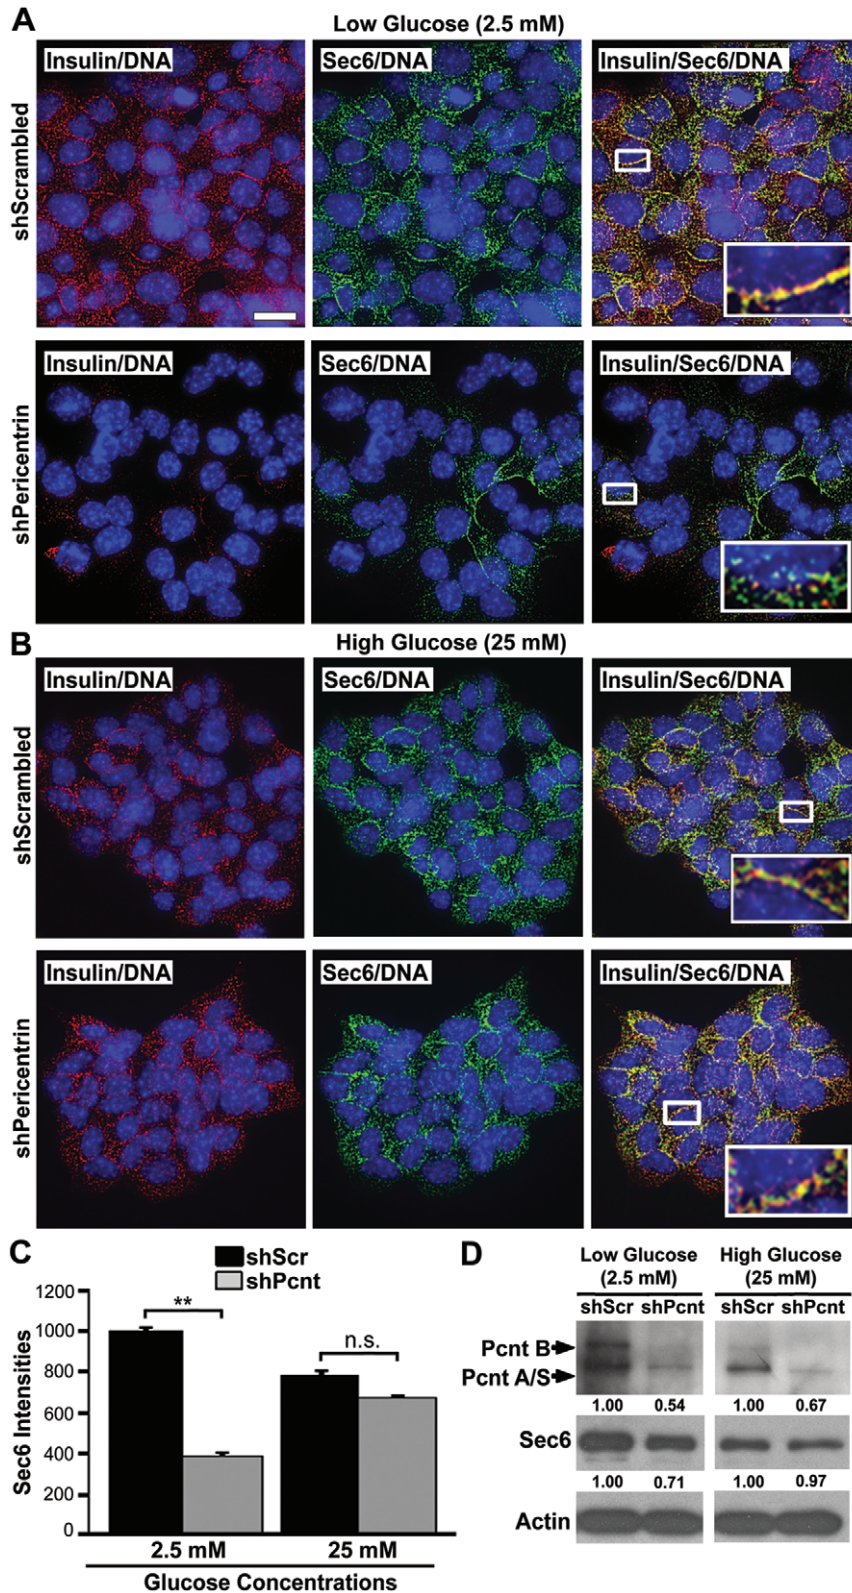 A
Low Glucose (2.5 mM)
shScrambled
Insulin/DNA
Sec6/DNA
Insulin/Sec6/DNA
shPericentrin
Insulin/DNA
Sec6/DNA
Insulin/Sec6/DNA
B
High Glucose (25 mM)
shScrambled
Insulin/DNA
Sec6/DNA
Insulin/Sec6/DNA
shPericentrin
Insulin/DNA
Sec6/DNA
Insulin/Sec6/DNA
C
shScr
shPcnt
Sec6 Intensities
1200
1000
800
600
400
200
0
**
n.s.
2.5 mM
25 mM
Glucose Concentrations
D
Low Glucose
(2.5 mM)
High Glucose
(25 mM)
shScr shPcnt
shScr shPcnt
Pcnt B
Pcnt A/S
1.00 0.54 1.00 0.67
Sec6
1.00 0.71 1.00 0.97
Actin